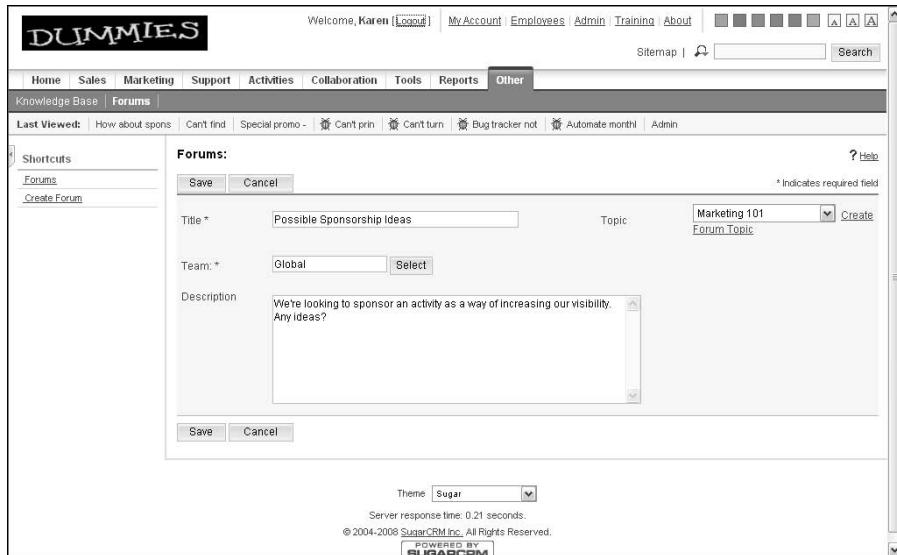 DUMMIES
Welcome, Karen [Logout] | My Account | Employees | Admin | Training | About A A A
Sitemap | Search
Home Sales Marketing Support Activities Collaboration Tools Reports Other
Knowledge Base | Forums
Last Viewed: How about spons Can't find Special promo - Can't prin Can't turn Bug tracker not Automate monthl Admin
Shortcuts
Forums
Create Forum
Forums:
? Help
Save Cancel
* Indicates required field
Title * Possible Sponsorship Ideas Topic Marketing 101 Create
Forum Topic
Team: * Global Select
Description We're looking to sponsor an activity as a way of increasing our visibility.
Any ideas?
Save Cancel
Theme Sugar
Server response time: 0.21 seconds.
© 2004-2008 SugarCRM Inc. All Rights Reserved.
POWERED BY
SUGARCRM